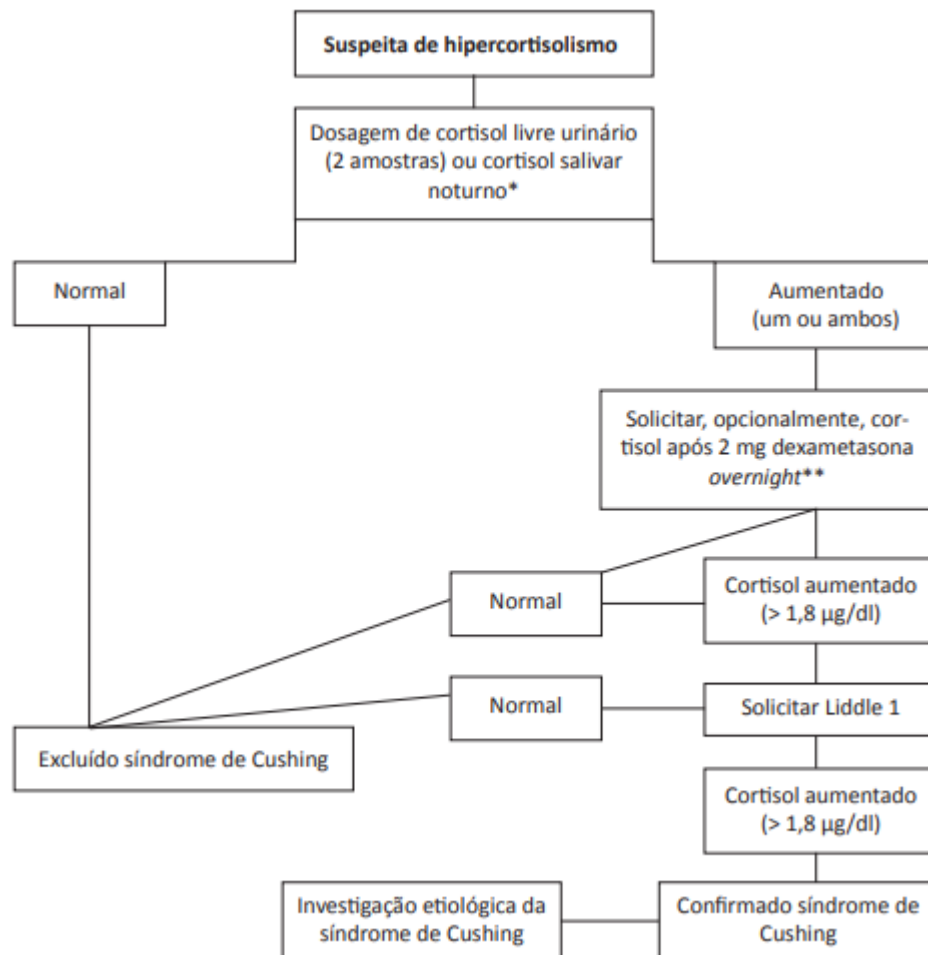 Suspeita de hipercortisolismo
Dosagem de cortisol livre urinário
(2 amostras) ou cortisol salivar
noturno*
Normal
Aumentado
(um ou ambos)
Solicitar, opcionalmente, cor-
tisol após 2 mg dexametasona
overnight**
Normal
Cortisol aumentado
(> 1,8 µg/dl)
Normal
Solicitar Liddle 1
Excluído síndrome de Cushing
Cortisol aumentado
(> 1,8 µg/dl)
Investigação etiológica da
síndrome de Cushing
Confirmado síndrome de
Cushing